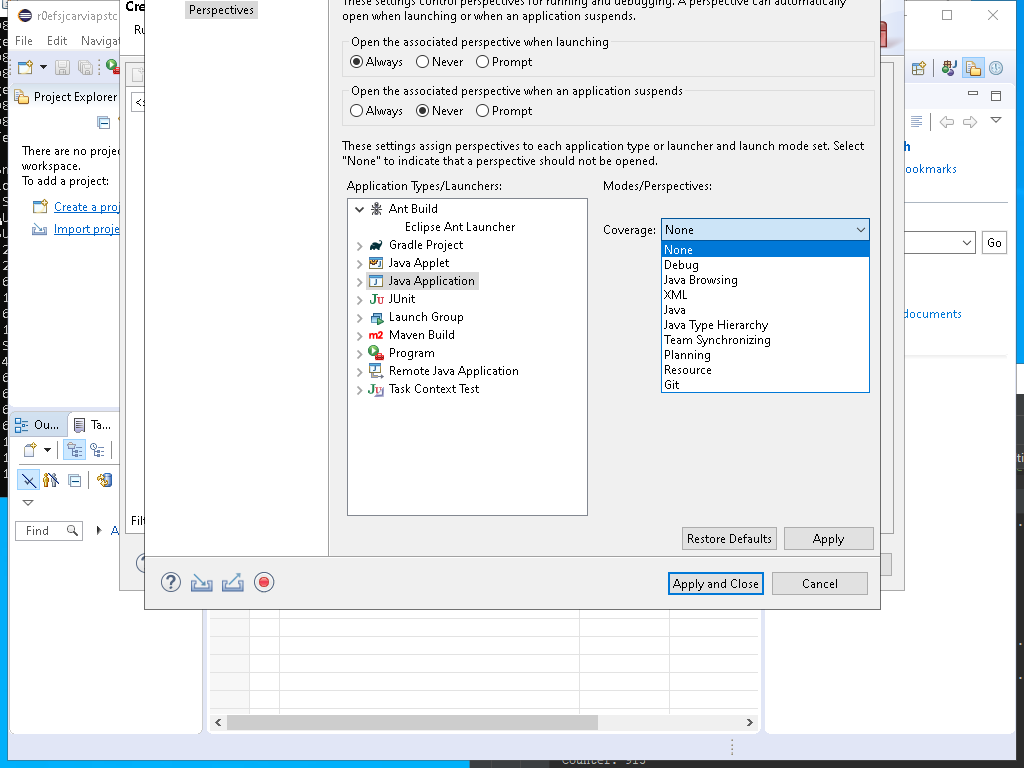 r0efsjcarviapstc
Cre
File Edit Navigat
Ru
Perspectives
These settings control perspectives for running and debugging. A perspective can automatically
open when launching or when an application suspends.
Open the associated perspective when launching
Always Never Prompt
Open the associated perspective when an application suspends
Always Never Prompt
These settings assign perspectives to each application type or launcher and launch mode set. Select
"None" to indicate that a perspective should not be opened.
Application Types/Launchers:
Modes/Perspectives:
Ant Build
Eclipse Ant Launcher
Gradle Project
Java Applet
Java Application
JUnit
Launch Group
Maven Build
Program
Remote Java Application
Task Context Test
Coverage: None
None
Debug
Java Browsing
XML
Java
Java Type Hierarchy
Team Synchronizing
Planning
Resource
Git
Restore Defaults Apply
Apply and Close Cancel
Project Explorer
There are no proje
workspace.
To add a project:
Create a proj
Import proje
Ou... Ta...
Find
A
Filt
h
ookmarks
Go
documents
Counter: 915